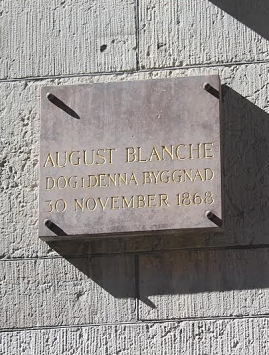 AUGUST BLANCHE
DOG I DENNA BYGGNAD
30 NOVEMBER 1868